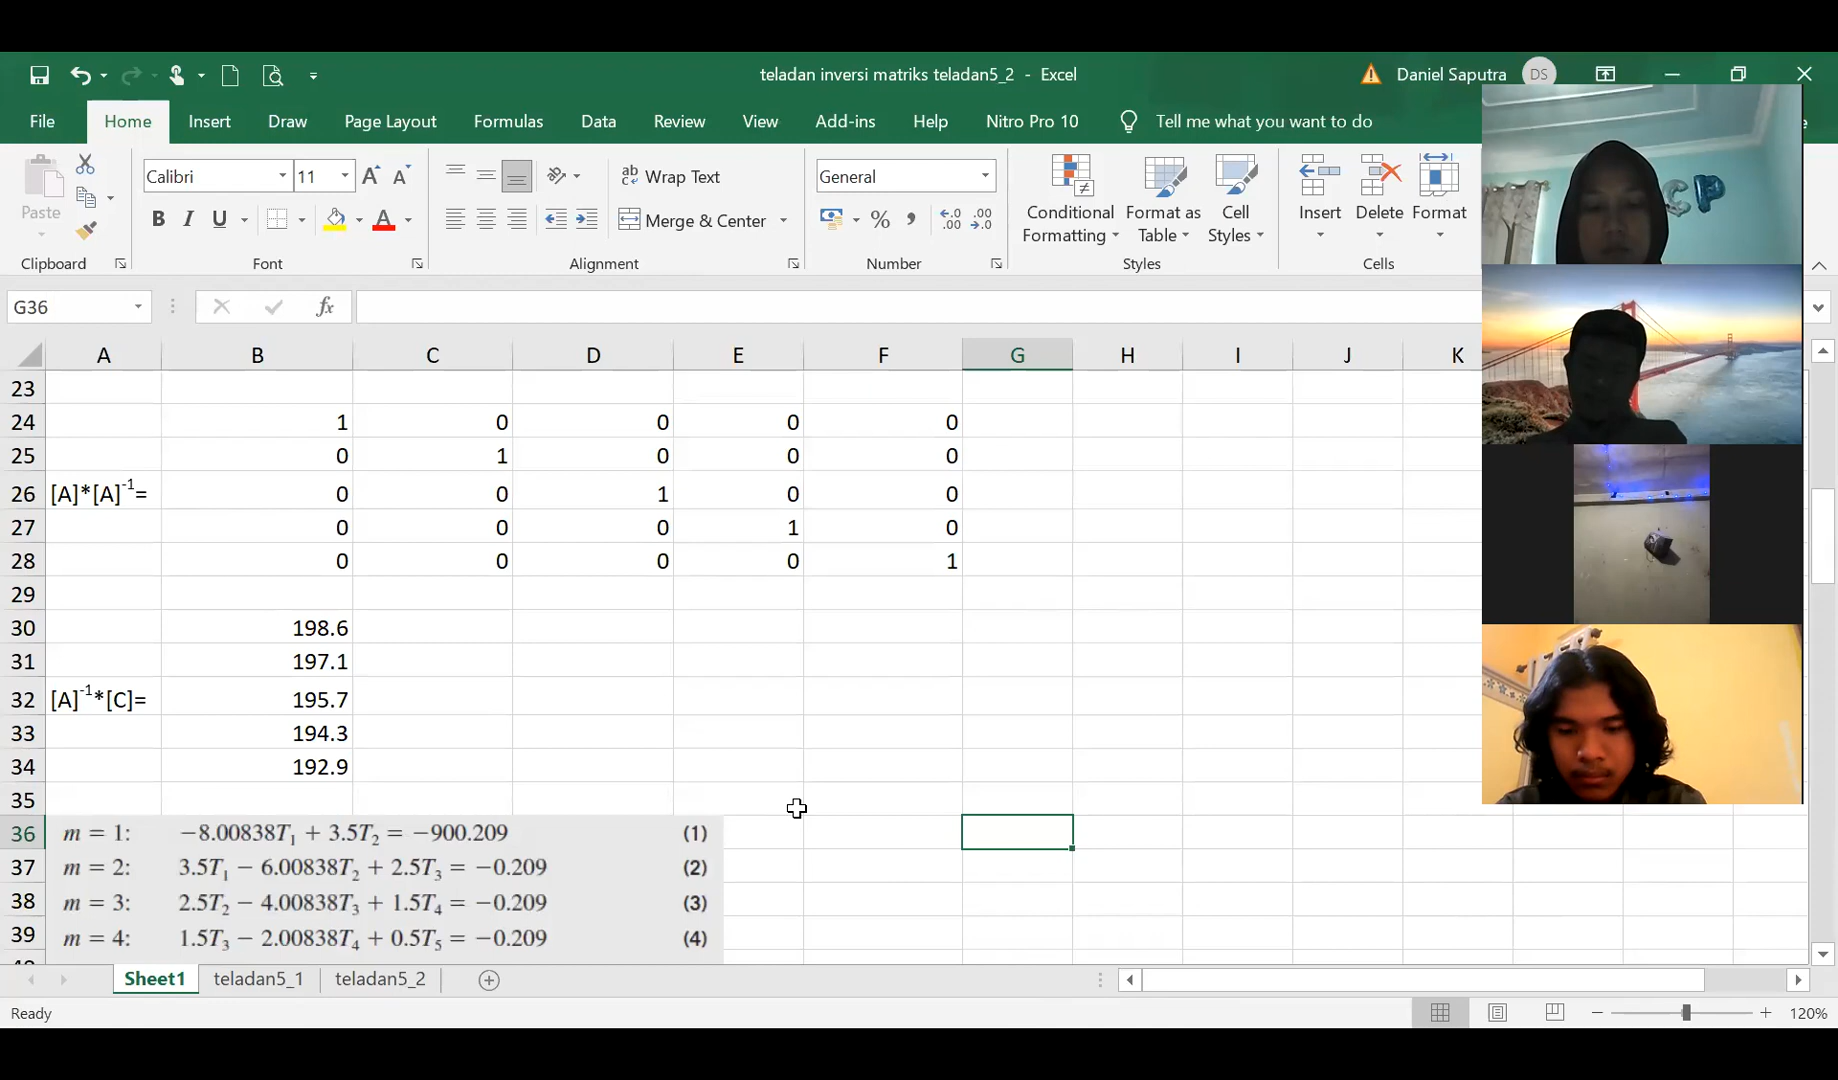 teladan inversi matriks teladan5_2 - Excel
Daniel Saputra DS
File Home Insert Draw Page Layout Formulas Data Review View Add-ins Help Nitro Pro 10 Tell me what you want to do
Paste
Clipboard
Calibri 11
B I U
Font
Wrap Text
Merge & Center
Alignment
General
Number
Conditional Formatting
Format as Table
Cell Styles
Styles
Insert Delete Format
Cells
G36 fx
A B C D E F G H I J K
23
24 1 0 0 0 0
25 0 1 0 0 0
26 [A]*[A]⁻¹= 0 0 1 0 0
27 0 0 0 1 0
28 0 0 0 0 1
29
30 198.6
31 197.1
32 [A]⁻¹*[C]= 195.7
33 194.3
34 192.9
35
36 m = 1: −8.00838T₁ + 3.5T₂ = −900.209 (1)
37 m = 2: 3.5T₁ − 6.00838T₂ + 2.5T₃ = −0.209 (2)
38 m = 3: 2.5T₂ − 4.00838T₃ + 1.5T₄ = −0.209 (3)
39 m = 4: 1.5T₃ − 2.00838T₄ + 0.5T₅ = −0.209 (4)
Sheet1 teladan5_1 teladan5_2
Ready 120%
C P